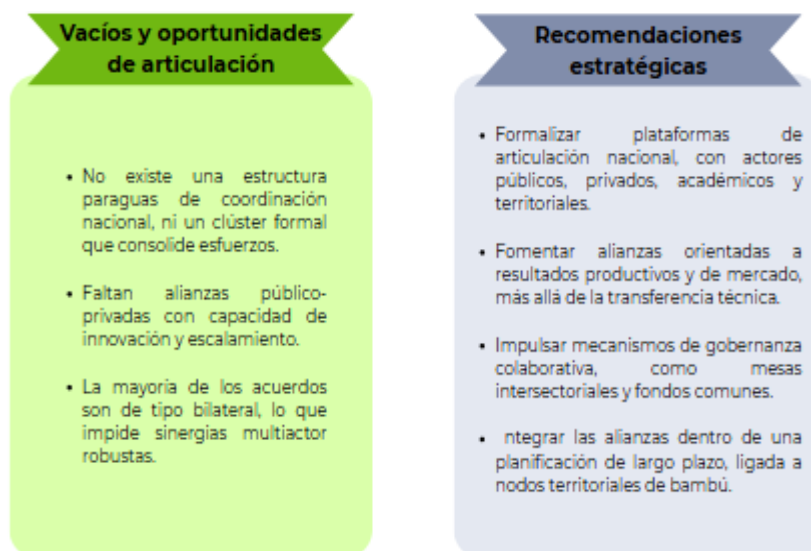 Vacíos y oportunidades
de articulación
• No existe una estructura
paraguas de coordinación
nacional, ni un clúster formal
que consolide esfuerzos.
• Faltan alianzas público-
privadas con capacidad de
innovación y escalamiento.
• La mayoría de los acuerdos
son de tipo bilateral, lo que
impide sinergias multiactor
robustas.
Recomendaciones
estratégicas
• Formalizar plataformas de
articulación nacional, con actores
públicos, privados, académicos y
territoriales.
• Fomentar alianzas orientadas a
resultados productivos y de mercado,
más allá de la transferencia técnica.
• Impulsar mecanismos de gobernanza
colaborativa, como mesas
intersectoriales y fondos comunes.
• ntegrar las alianzas dentro de una
planificación de largo plazo, ligada a
nodos territoriales de bambú.